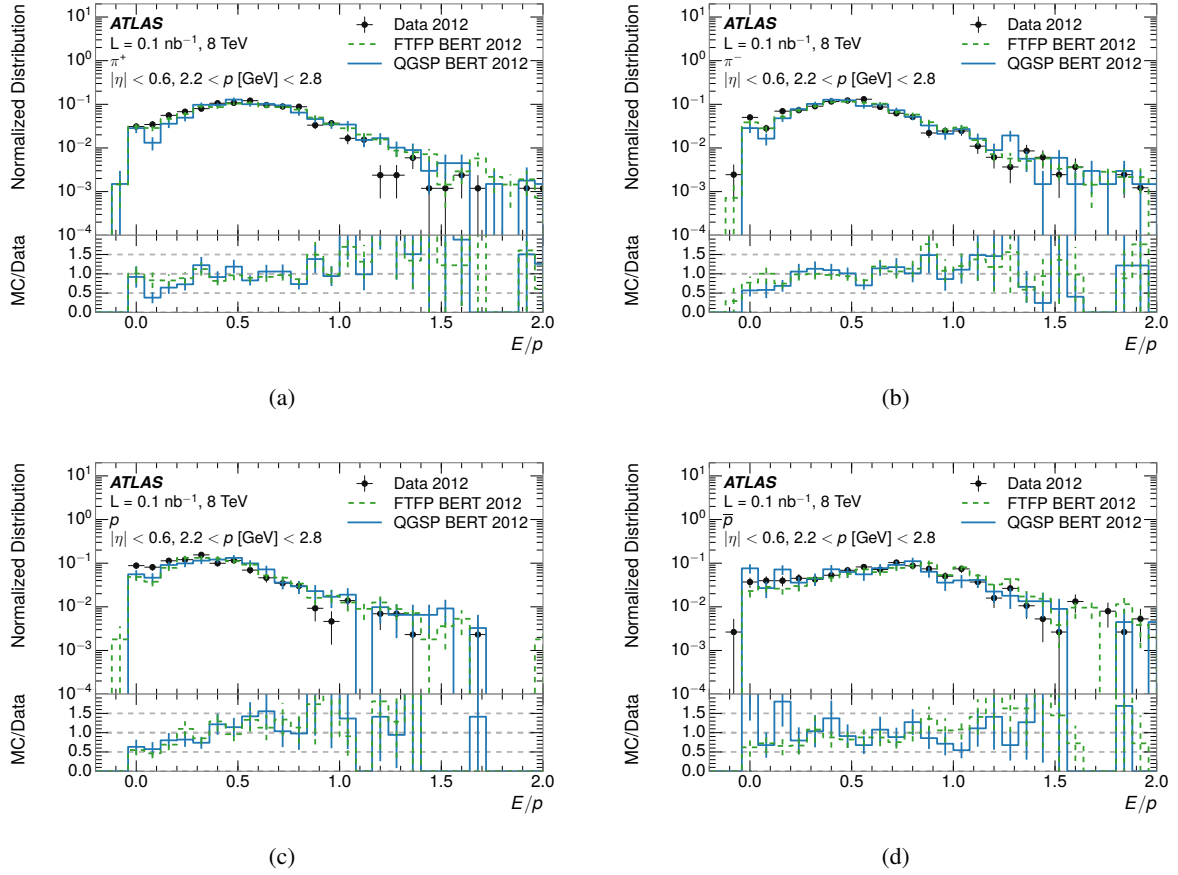 ATLAS
L = 0.1 nb⁻¹, 8 TeV
π⁺
|η| < 0.6, 2.2 < p [GeV] < 2.8
Data 2012
FTFP BERT 2012
QGSP BERT 2012
Normalized Distribution
10¹
10⁰
10⁻¹
10⁻²
10⁻³
10⁻⁴
MC/Data
1.5
1.0
0.5
0.0
0.0 0.5 1.0 1.5 2.0
E/p
(a)
ATLAS
L = 0.1 nb⁻¹, 8 TeV
π⁻
|η| < 0.6, 2.2 < p [GeV] < 2.8
Data 2012
FTFP BERT 2012
QGSP BERT 2012
Normalized Distribution
10¹
10⁰
10⁻¹
10⁻²
10⁻³
10⁻⁴
MC/Data
1.5
1.0
0.5
0.0
0.0 0.5 1.0 1.5 2.0
E/p
(b)
ATLAS
L = 0.1 nb⁻¹, 8 TeV
p
|η| < 0.6, 2.2 < p [GeV] < 2.8
Data 2012
FTFP BERT 2012
QGSP BERT 2012
Normalized Distribution
10¹
10⁰
10⁻¹
10⁻²
10⁻³
10⁻⁴
MC/Data
1.5
1.0
0.5
0.0
0.0 0.5 1.0 1.5 2.0
E/p
(c)
ATLAS
L = 0.1 nb⁻¹, 8 TeV
p̅
|η| < 0.6, 2.2 < p [GeV] < 2.8
Data 2012
FTFP BERT 2012
QGSP BERT 2012
Normalized Distribution
10¹
10⁰
10⁻¹
10⁻²
10⁻³
10⁻⁴
MC/Data
1.5
1.0
0.5
0.0
0.0 0.5 1.0 1.5 2.0
E/p
(d)